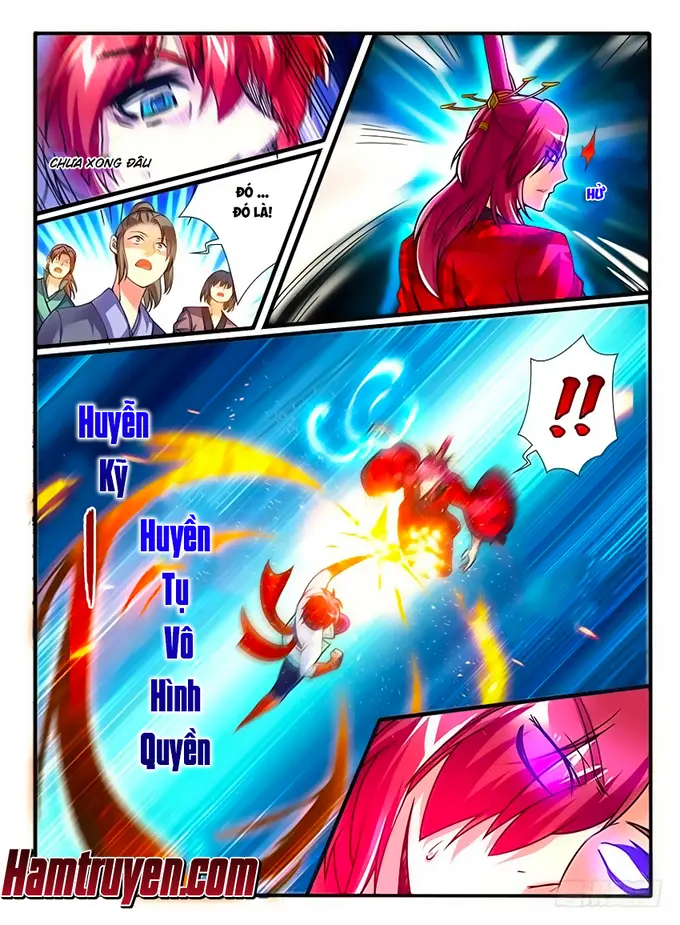 CHƯA XONG ĐÂU
HỬ
ĐÓ ...
ĐÓ LÀ!
!!
Huyễn
Kỹ
Huyền
Tụ
Vô
Hình
Quyền
Hamtruyen.com